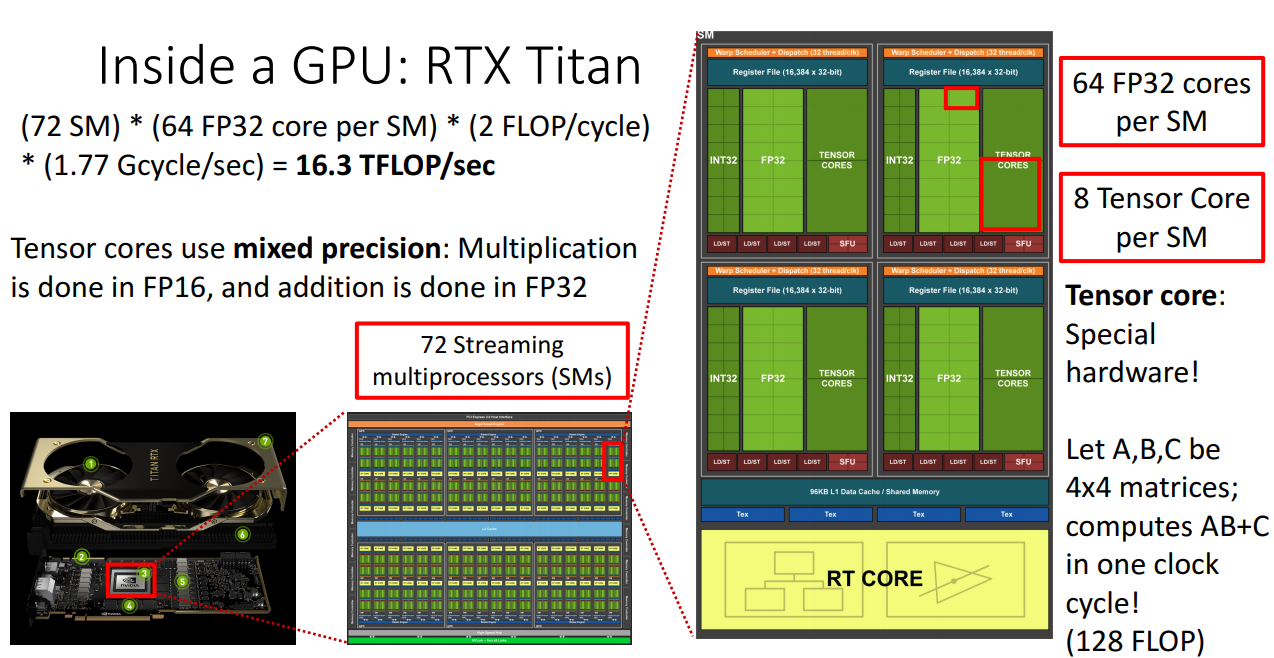 Inside a GPU: RTX Titan
(72 SM) * (64 FP32 core per SM) * (2 FLOP/cycle)
* (1.77 Gcycle/sec) = 16.3 TFLOP/sec
Tensor cores use mixed precision: Multiplication
is done in FP16, and addition is done in FP32
72 Streaming
multiprocessors (SMs)
TITAN RTX
1
2
3
4
5
6
7
NVIDIA
PCI Express 3.0 Host Interface
L2 Cache
SM
Warp Scheduler + Dispatch (32 thread/clk)
Register File (16,384 x 32-bit)
INT32
FP32
TENSOR
CORES
LD/ST
LD/ST
LD/ST
LD/ST
SFU
Warp Scheduler + Dispatch (32 thread/clk)
Register File (16,384 x 32-bit)
INT32
FP32
TENSOR
CORES
LD/ST
LD/ST
LD/ST
LD/ST
SFU
Warp Scheduler + Dispatch (32 thread/clk)
Register File (16,384 x 32-bit)
INT32
FP32
TENSOR
CORES
LD/ST
LD/ST
LD/ST
LD/ST
SFU
Warp Scheduler + Dispatch (32 thread/clk)
Register File (16,384 x 32-bit)
INT32
FP32
TENSOR
CORES
LD/ST
LD/ST
LD/ST
LD/ST
SFU
96KB L1 Data Cache / Shared Memory
Tex
Tex
Tex
Tex
RT CORE
64 FP32 cores
per SM
8 Tensor Core
per SM
Tensor core:
Special
hardware!
Let A,B,C be
4x4 matrices;
computes AB+C
in one clock
cycle!
(128 FLOP)